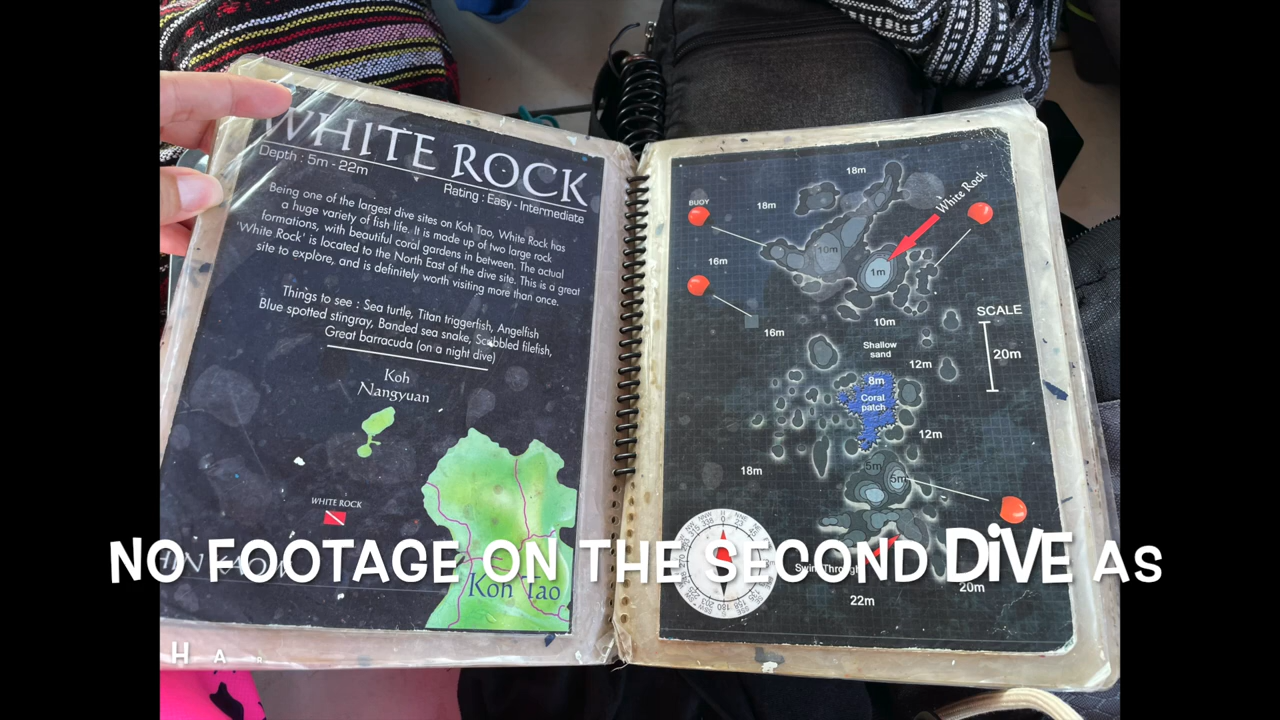 WHITE ROCK
Depth : 5m - 22m
Rating : Easy - Intermediate
Being one of the largest dive sites on Koh Tao, White Rock has
a huge variety of fish life. It is made up of two large rock
formations, with beautiful coral gardens in between. The actual
'White Rock' is located to the North East of the dive site. This is a great
site to explore, and is definitely worth visiting more than once.
Things to see : Sea turtle, Titan triggerfish, Angelfish
Blue spotted stingray, Banded sea snake, Scribbled filefish,
Great barracuda (on a night dive)
Koh
Nangyuan
WHITE ROCK
Koh Tao
18m
White Rock
BUOY
18m
10m
16m
1m
SCALE
10m
16m
Shallow
sand
20m
12m
8m
Coral
patch
12m
5m
18m
5m
Swim Through
20m
22m
NO FOOTAGE ON THE SECOND DiVE AS
H A R